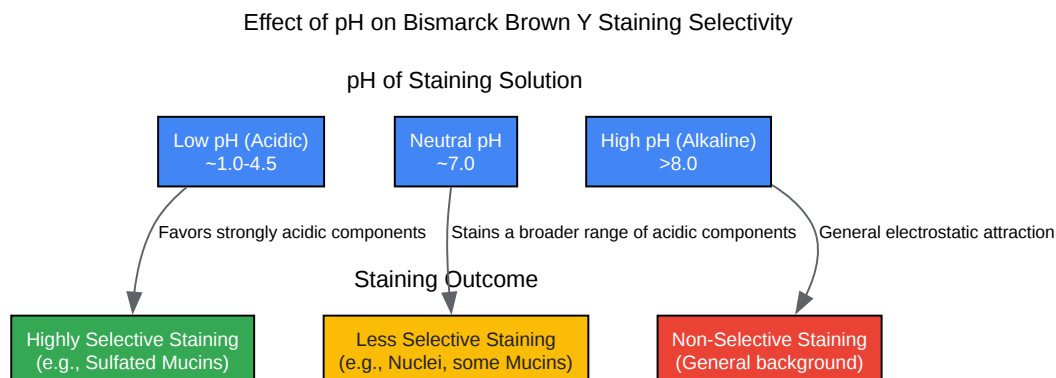 Effect of pH on Bismarck Brown Y Staining Selectivity
pH of Staining Solution
Low pH (Acidic)
~1.0-4.5
Neutral pH
~7.0
High pH (Alkaline)
>8.0
Favors strongly acidic components
Stains a broader range of acidic components
General electrostatic attraction
Staining Outcome
Highly Selective Staining
(e.g., Sulfated Mucins)
Less Selective Staining
(e.g., Nuclei, some Mucins)
Non-Selective Staining
(General background)